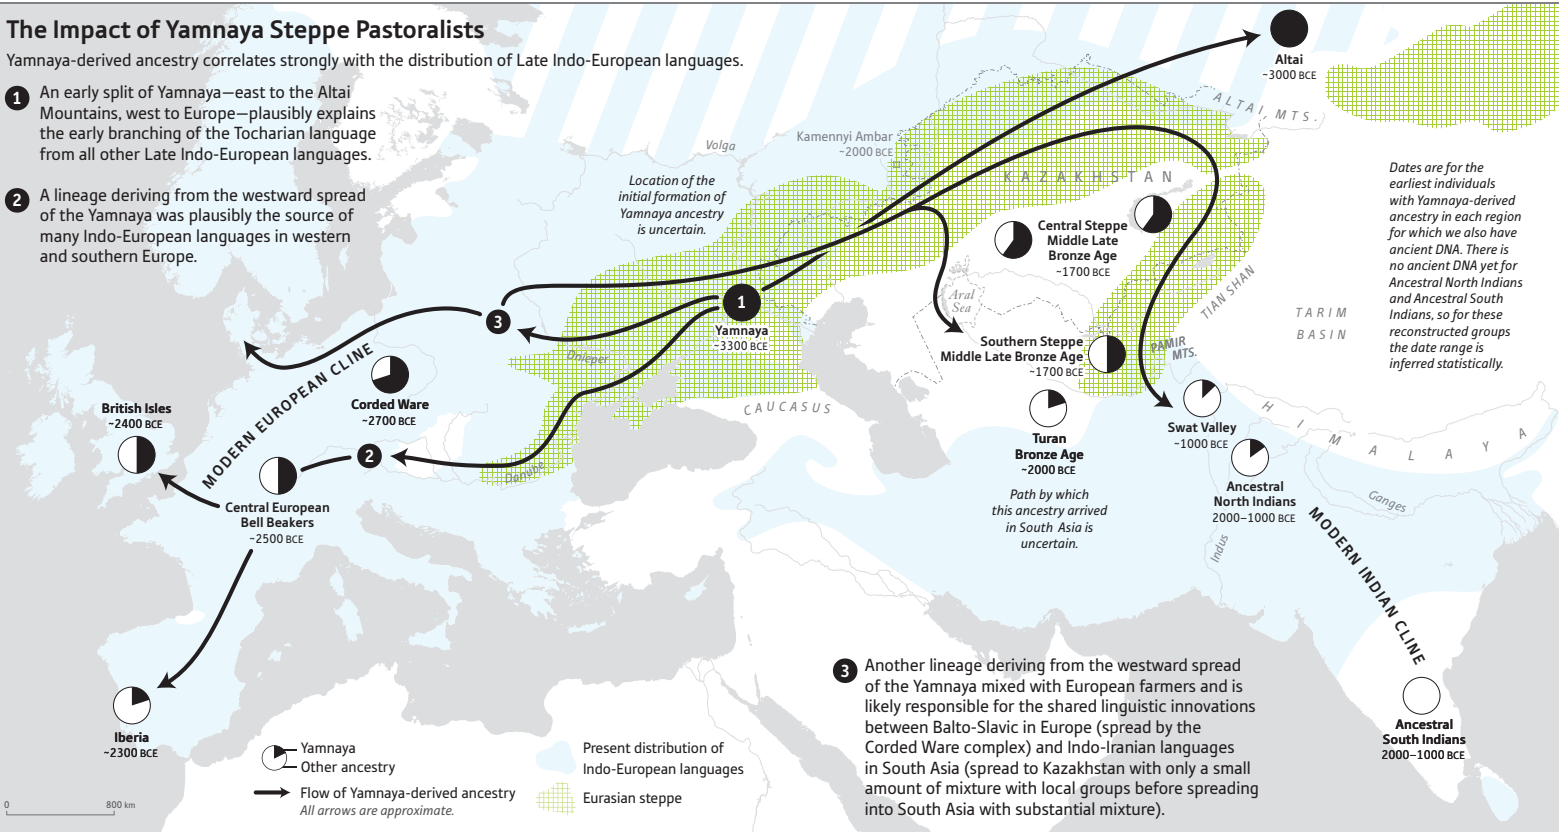 The Impact of Yamnaya Steppe Pastoralists
Yamnaya-derived ancestry correlates strongly with the distribution of Late Indo-European languages.
1
An early split of Yamnaya—east to the Altai
Mountains, west to Europe—plausibly explains
the early branching of the Tocharian language
from all other Late Indo-European languages.
2
A lineage deriving from the westward spread
of the Yamnaya was plausibly the source of
many Indo-European languages in western
and southern Europe.
Altai
~3000 BCE
ALTAI MTS.
Volga
Kamennyi Ambar
~2000 BCE
Location of the
initial formation of
Yamnaya ancestry
is uncertain.
KAZAKHSTAN
Dates are for the
earliest individuals
with Yamnaya-derived
ancestry in each region
for which we also have
ancient DNA. There is
no ancient DNA yet for
Ancestral North Indians
and Ancestral South
Indians, so for these
reconstructed groups
the date range is
inferred statistically.
Central Steppe
Middle Late
Bronze Age
~1700 BCE
Aral
Sea
TIAN SHAN
TARIM
BASIN
1
Yamnaya
~3300 BCE
3
Dnieper
Southern Steppe
Middle Late Bronze Age
~1700 BCE
PAMIR
MTS.
MODERN EUROPEAN CLINE
Corded Ware
~2700 BCE
British Isles
~2400 BCE
CAUCASUS
Turan
Bronze Age
~2000 BCE
Swat Valley
~1000 BCE
HIMALAYA
2
Danube
Central European
Bell Beakers
~2500 BCE
Path by which
this ancestry arrived
in South Asia is
uncertain.
Ancestral
North Indians
2000–1000 BCE
Ganges
Indus
MODERN INDIAN CLINE
Iberia
~2300 BCE
3
Another lineage deriving from the westward spread
of the Yamnaya mixed with European farmers and is
likely responsible for the shared linguistic innovations
between Balto-Slavic in Europe (spread by the
Corded Ware complex) and Indo-Iranian languages
in South Asia (spread to Kazakhstan with only a small
amount of mixture with local groups before spreading
into South Asia with substantial mixture).
Ancestral
South Indians
2000–1000 BCE
Yamnaya
Other ancestry
Flow of Yamnaya-derived ancestry
All arrows are approximate.
Present distribution of
Indo-European languages
Eurasian steppe
0 800 km